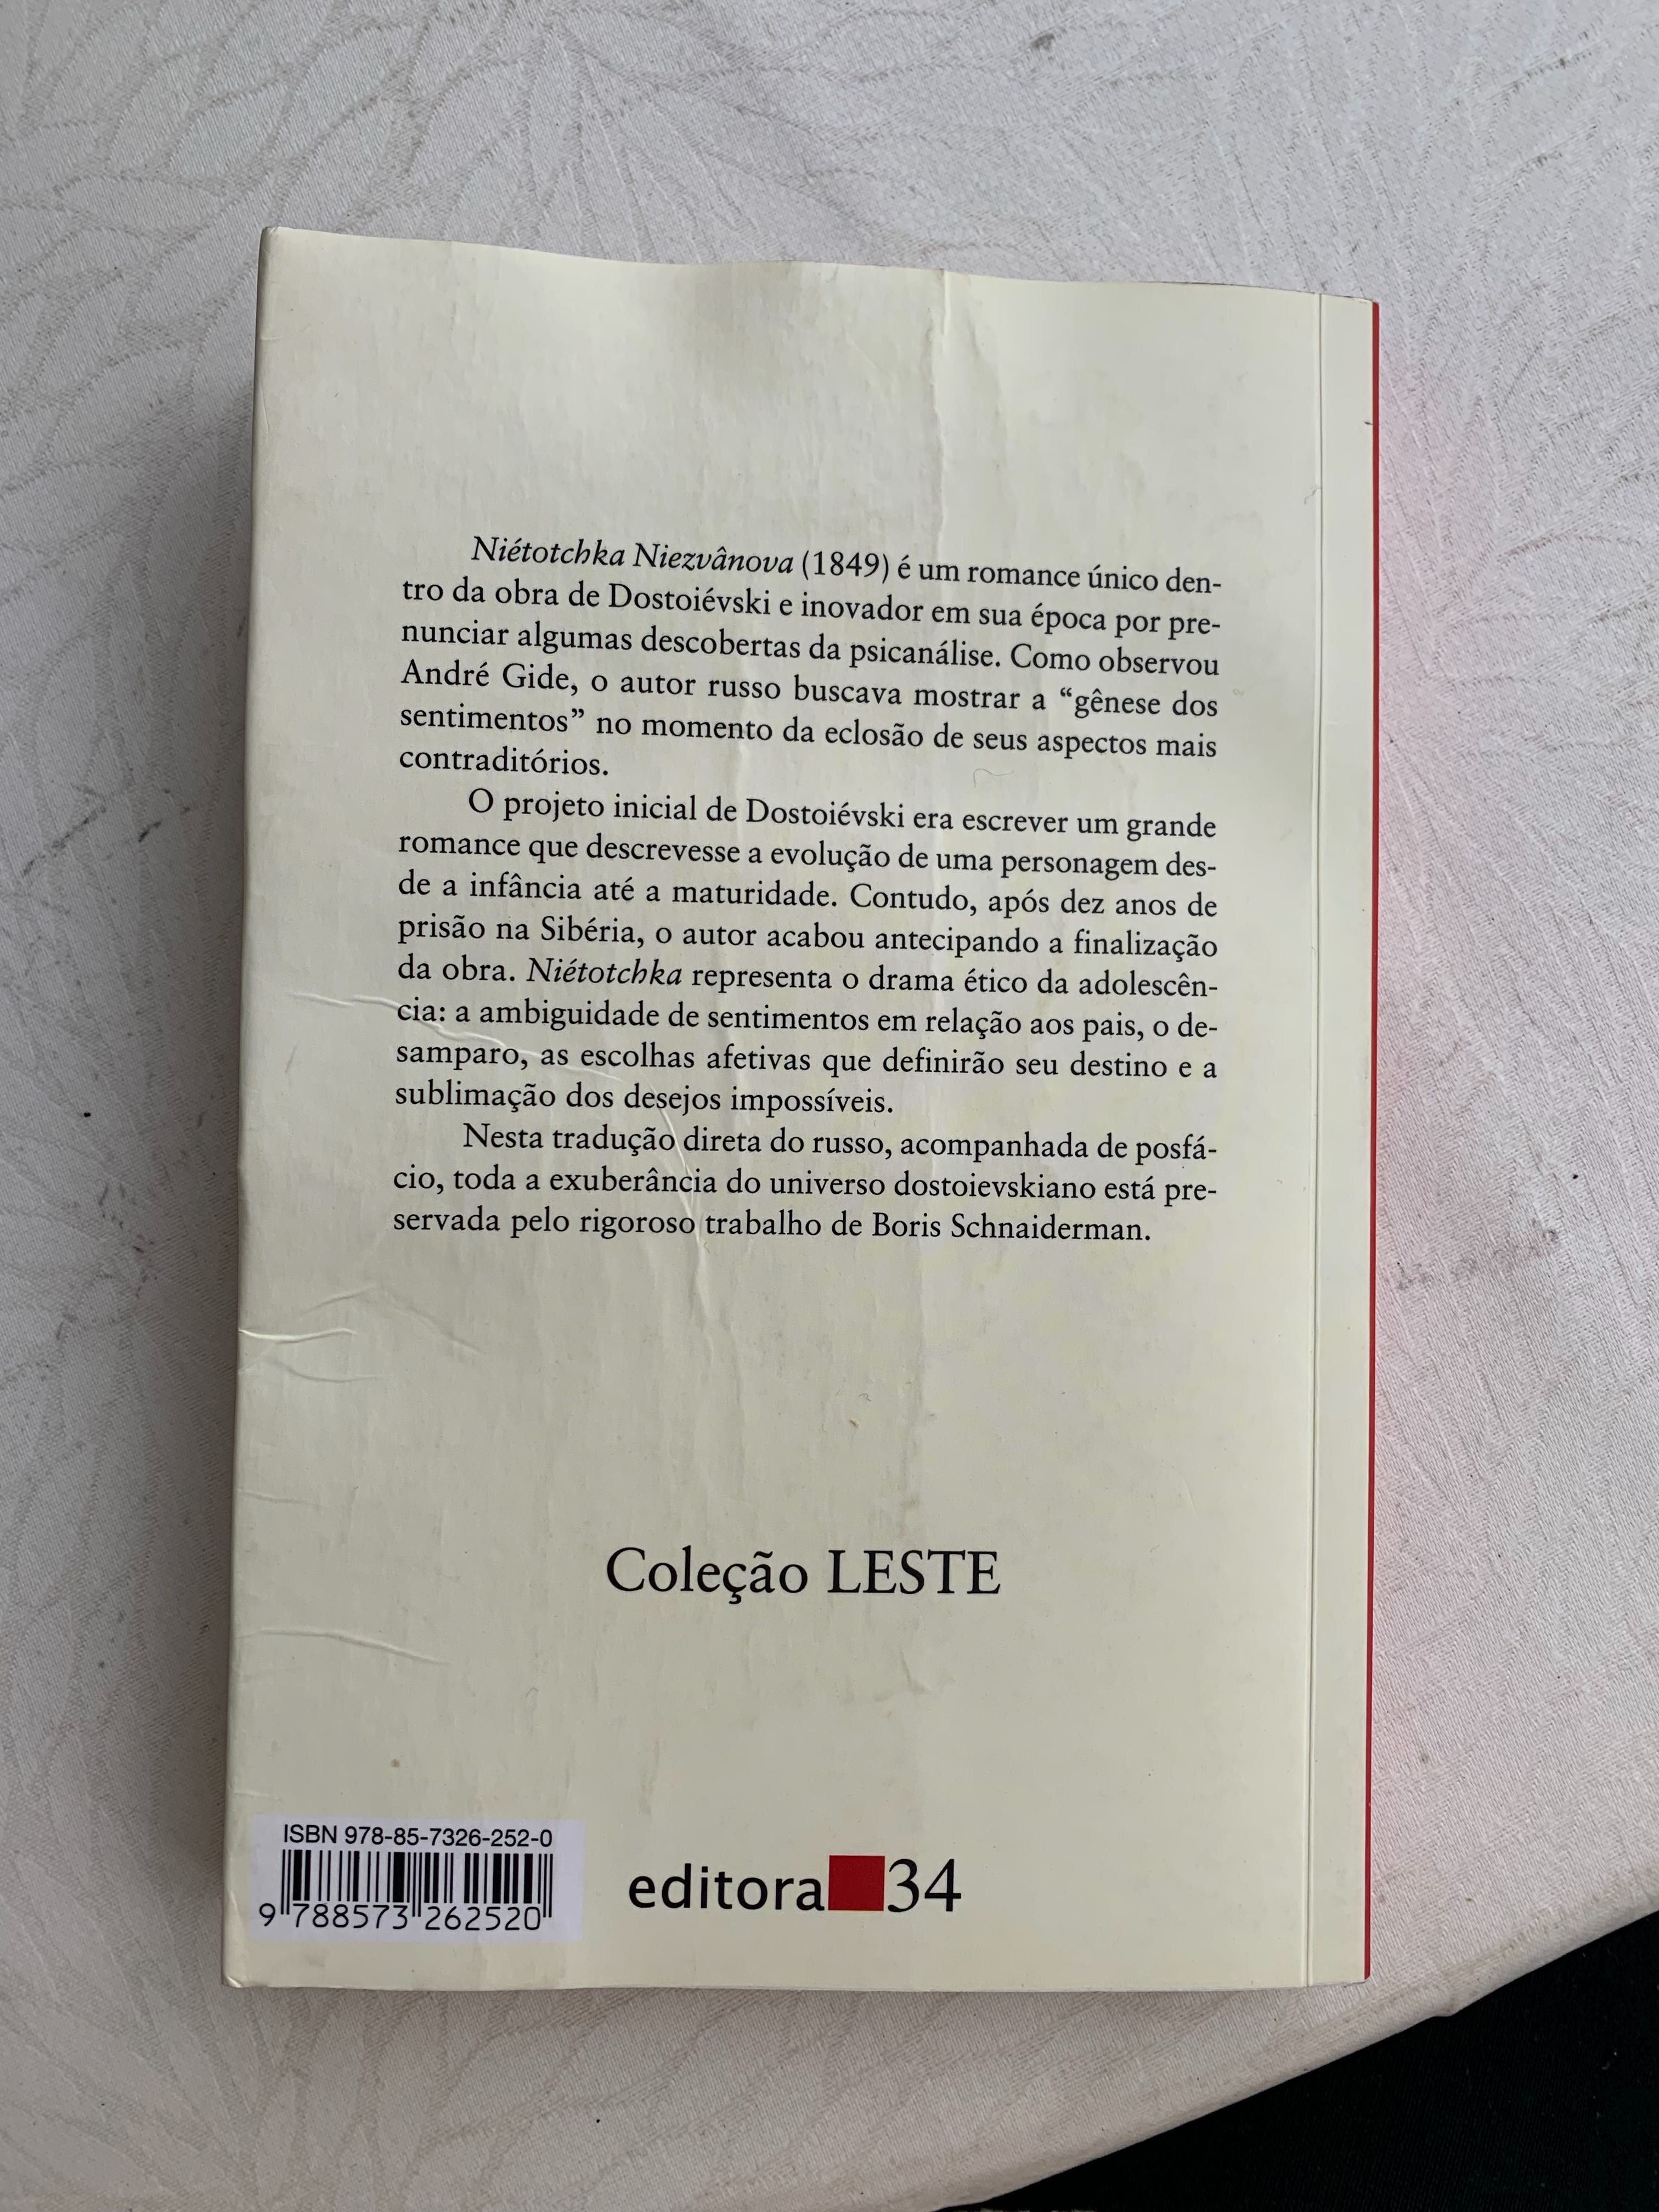 Niétotchka Niezvânova (1849) é um romance único den-
tro da obra de Dostoiévski e inovador em sua época por pre-
nunciar algumas descobertas da psicanálise. Como observou
André Gide, o autor russo buscava mostrar a “gênese dos
sentimentos” no momento da eclosão de seus aspectos mais
contraditórios.
O projeto inicial de Dostoiévski era escrever um grande
romance que descrevesse a evolução de uma personagem des-
de a infância até a maturidade. Contudo, após dez anos de
prisão na Sibéria, o autor acabou antecipando a finalização
da obra. Niétotchka representa o drama ético da adolescên-
cia: a ambiguidade de sentimentos em relação aos pais, o de-
samparo, as escolhas afetivas que definirão seu destino e a
sublimação dos desejos impossíveis.
Nesta tradução direta do russo, acompanhada de posfá-
cio, toda a exuberância do universo dostoievskiano está pre-
servada pelo rigoroso trabalho de Boris Schnaiderman.
Coleção LESTE
ISBN 978-85-7326-252-0
9 788573 262520
editora 34